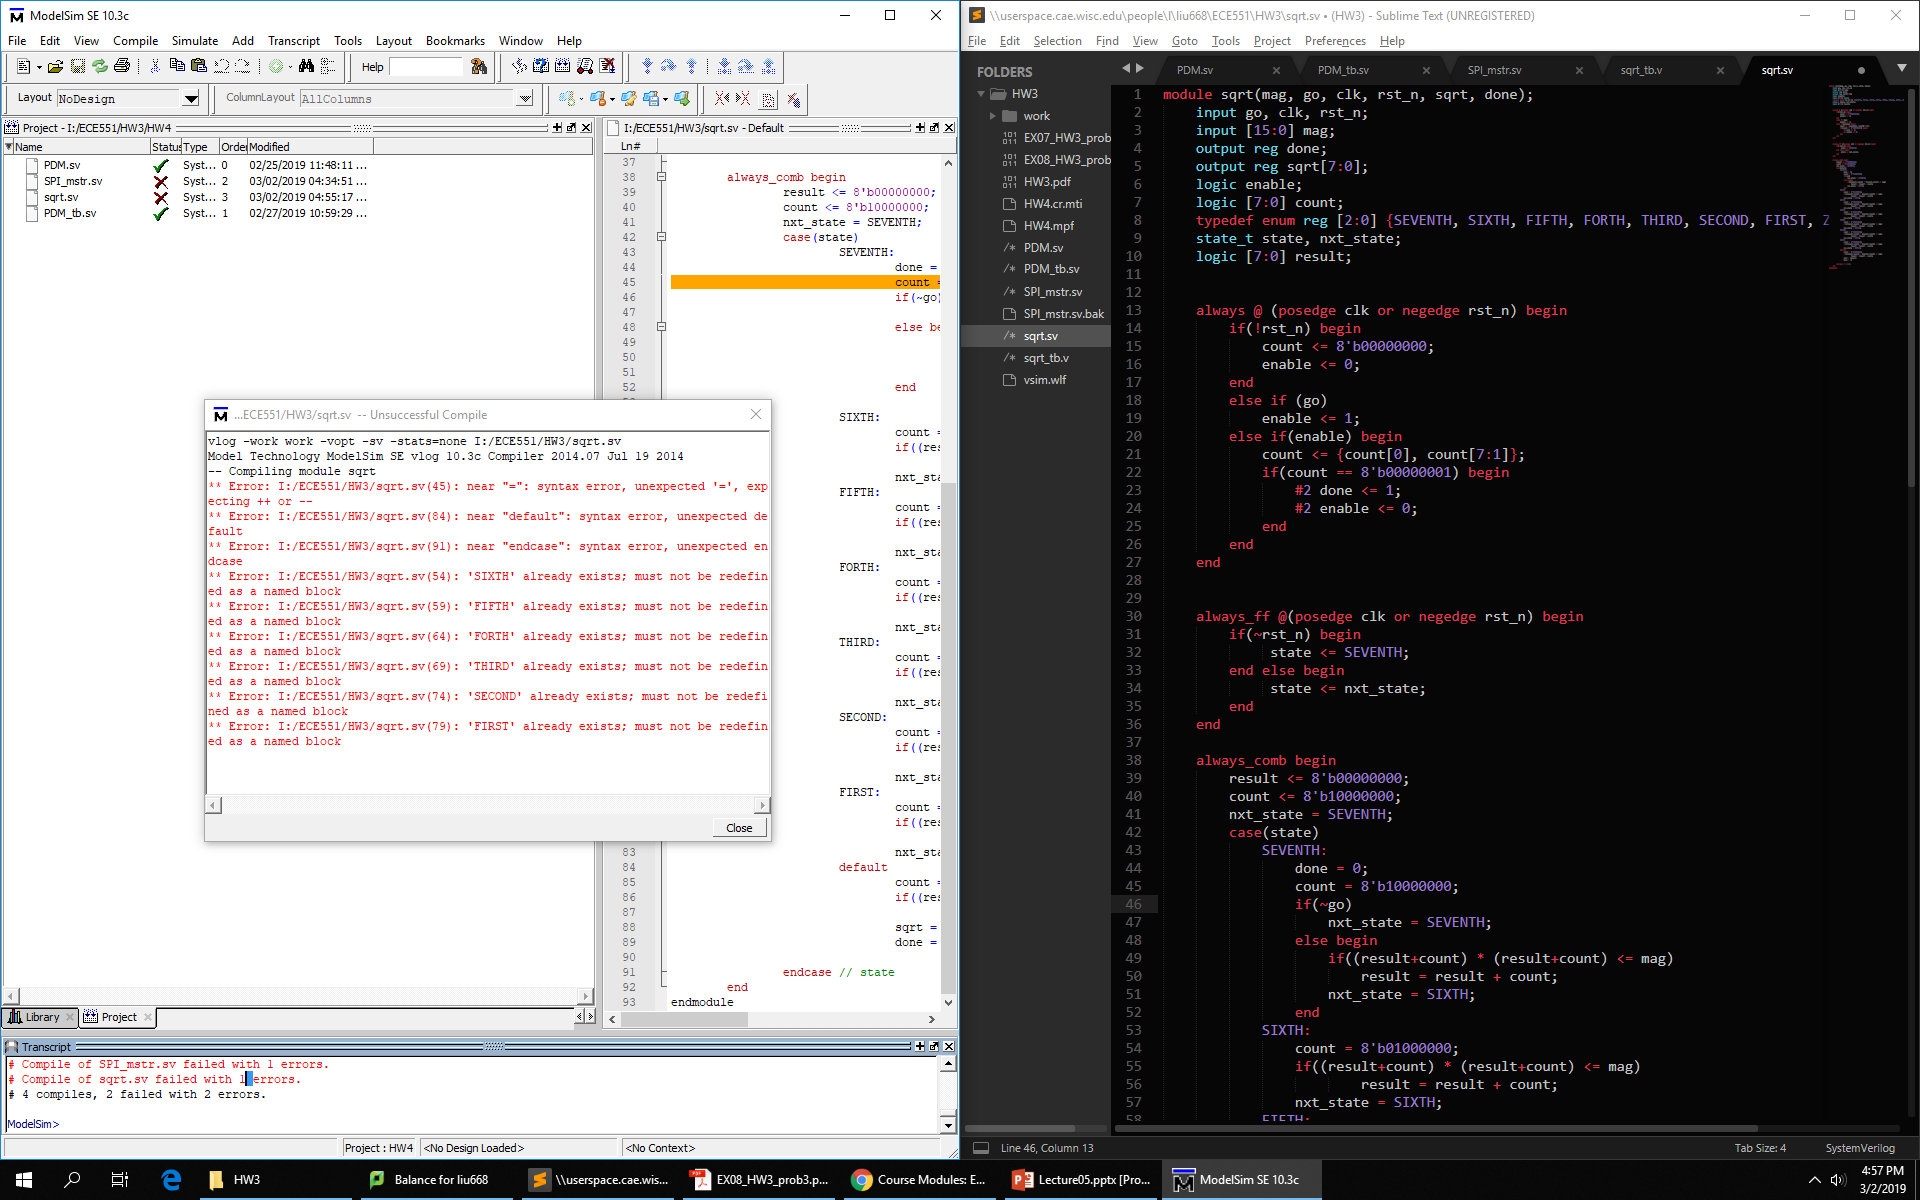 ModelSim SE 10.3c
File Edit View Compile Simulate Add Transcript Tools Layout Bookmarks Window Help
Help
Layout NoDesign
ColumnLayout AllColumns
Project - I:/ECE551/HW3/HW4
Name Status Type Order Modified
PDM.sv Syst... 0 02/25/2019 11:48:11 ...
SPI_mstr.sv Syst... 2 03/02/2019 04:34:51 ...
sqrt.sv Syst... 3 03/02/2019 04:55:17 ...
PDM_tb.sv Syst... 1 02/27/2019 10:59:29 ...
Library
Project
I:/ECE551/HW3/sqrt.sv - Default
Ln#
37
38 always_comb begin
39 result <= 8'b00000000;
40 count <= 8'b10000000;
41 nxt_state = SEVENTH;
42 case(state)
43 SEVENTH:
44 done =
45 count =
46 if(~go)
47
48 else be
49
50
51
52 end
SIXTH:
count =
if((res
nxt_sta
FIFTH:
count =
if((res
nxt_sta
FORTH:
count =
if((res
nxt_sta
THIRD:
count =
if((res
nxt_sta
SECOND:
count =
if((res
nxt_sta
FIRST:
count =
if((res
83 nxt_sta
84 default
85 count =
86 if((res
87
88 sqrt =
89 done =
90
91 endcase // state
92 end
93 endmodule
...ECE551/HW3/sqrt.sv -- Unsuccessful Compile
vlog -work work -vopt -sv -stats=none I:/ECE551/HW3/sqrt.sv
Model Technology ModelSim SE vlog 10.3c Compiler 2014.07 Jul 19 2014
-- Compiling module sqrt
** Error: I:/ECE551/HW3/sqrt.sv(45): near "=": syntax error, unexpected '=', exp
ecting ++ or --
** Error: I:/ECE551/HW3/sqrt.sv(84): near "default": syntax error, unexpected de
fault
** Error: I:/ECE551/HW3/sqrt.sv(91): near "endcase": syntax error, unexpected en
dcase
** Error: I:/ECE551/HW3/sqrt.sv(54): 'SIXTH' already exists; must not be redefin
ed as a named block
** Error: I:/ECE551/HW3/sqrt.sv(59): 'FIFTH' already exists; must not be redefin
ed as a named block
** Error: I:/ECE551/HW3/sqrt.sv(64): 'FORTH' already exists; must not be redefin
ed as a named block
** Error: I:/ECE551/HW3/sqrt.sv(69): 'THIRD' already exists; must not be redefin
ed as a named block
** Error: I:/ECE551/HW3/sqrt.sv(74): 'SECOND' already exists; must not be redefi
ned as a named block
** Error: I:/ECE551/HW3/sqrt.sv(79): 'FIRST' already exists; must not be redefin
ed as a named block
Close
Transcript
# Compile of SPI_mstr.sv failed with 1 errors.
# Compile of sqrt.sv failed with 1 errors.
# 4 compiles, 2 failed with 2 errors.
ModelSim>
Project : HW4 <No Design Loaded> <No Context>
\\userspace.cae.wisc.edu\people\l\liu668\ECE551\HW3\sqrt.sv • (HW3) - Sublime Text (UNREGISTERED)
File Edit Selection Find View Goto Tools Project Preferences Help
FOLDERS
HW3
work
EX07_HW3_prob
EX08_HW3_prob
HW3.pdf
HW4.cr.mti
HW4.mpf
PDM.sv
PDM_tb.sv
SPI_mstr.sv
SPI_mstr.sv.bak
sqrt.sv
sqrt_tb.v
vsim.wlf
PDM.sv PDM_tb.sv SPI_mstr.sv sqrt_tb.v sqrt.sv
1 module sqrt(mag, go, clk, rst_n, sqrt, done);
2 input go, clk, rst_n;
3 input [15:0] mag;
4 output reg done;
5 output reg sqrt[7:0];
6 logic enable;
7 logic [7:0] count;
8 typedef enum reg [2:0] {SEVENTH, SIXTH, FIFTH, FORTH, THIRD, SECOND, FIRST, Z
9 state_t state, nxt_state;
10 logic [7:0] result;
11
12
13 always @ (posedge clk or negedge rst_n) begin
14 if(!rst_n) begin
15 count <= 8'b00000000;
16 enable <= 0;
17 end
18 else if (go)
19 enable <= 1;
20 else if(enable) begin
21 count <= {count[0], count[7:1]};
22 if(count == 8'b00000001) begin
23 #2 done <= 1;
24 #2 enable <= 0;
25 end
26 end
27 end
28
29
30 always_ff @(posedge clk or negedge rst_n) begin
31 if(~rst_n) begin
32 state <= SEVENTH;
33 end else begin
34 state <= nxt_state;
35 end
36 end
37
38 always_comb begin
39 result <= 8'b00000000;
40 count <= 8'b10000000;
41 nxt_state = SEVENTH;
42 case(state)
43 SEVENTH:
44 done = 0;
45 count = 8'b10000000;
46 if(~go)
47 nxt_state = SEVENTH;
48 else begin
49 if((result+count) * (result+count) <= mag)
50 result = result + count;
51 nxt_state = SIXTH;
52 end
53 SIXTH:
54 count = 8'b01000000;
55 if((result+count) * (result+count) <= mag)
56 result = result + count;
57 nxt_state = SIXTH;
58 FIFTH:
Line 46, Column 13 Tab Size: 4 SystemVerilog
HW3
Balance for liu668
\\userspace.cae.wis...
EX08_HW3_prob3.p...
Course Modules: E...
Lecture05.pptx [Pro...
ModelSim SE 10.3c
4:57 PM
3/2/2019